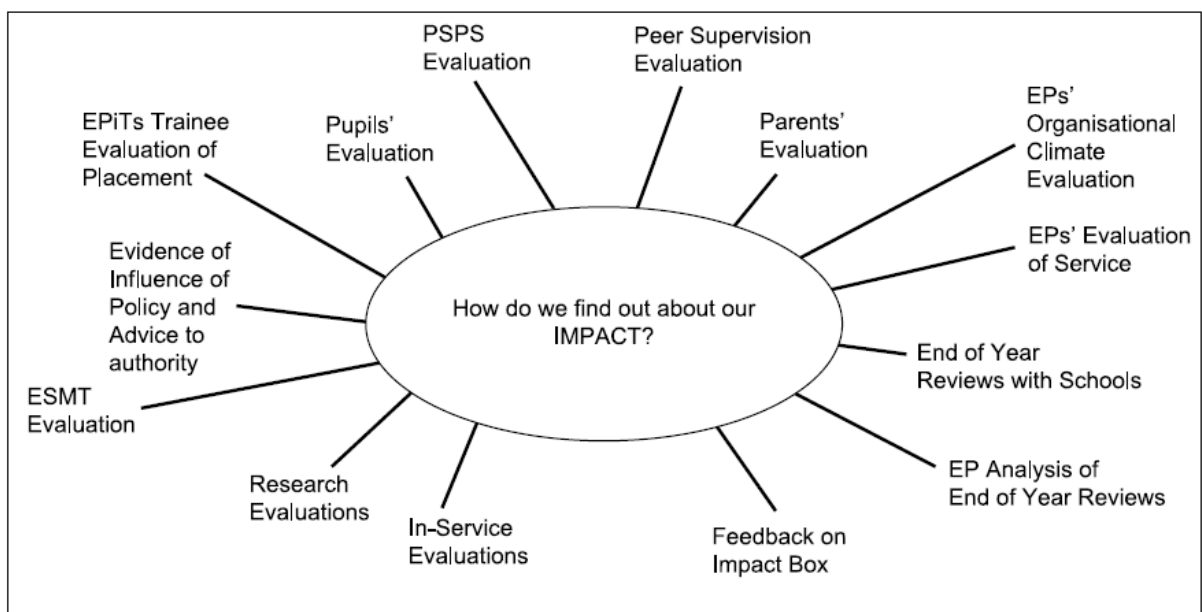 PSPS
Evaluation
Peer Supervision
Evaluation
EPiTs Trainee
Evaluation of
Placement
Pupils'
Evaluation
Parents'
Evaluation
EPs'
Organisational
Climate
Evaluation
Evidence of
Influence of
Policy and
Advice to
authority
How do we find out about our
IMPACT?
EPs' Evaluation
of Service
ESMT
Evaluation
End of Year
Reviews with Schools
Research
Evaluations
In-Service
Evaluations
Feedback on
Impact Box
EP Analysis of
End of Year Reviews